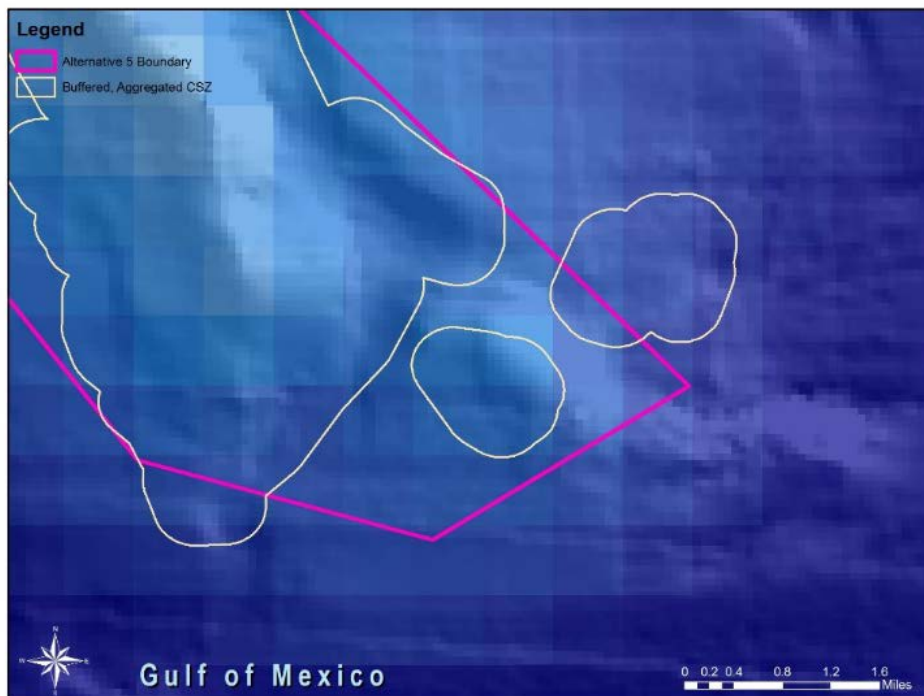 Legend
Alternative 5 Boundary
Buffered, Aggregated CSZ
N
W
E
S
Gulf of Mexico
0 0.2 0.4 0.8 1.2 1.6
Miles